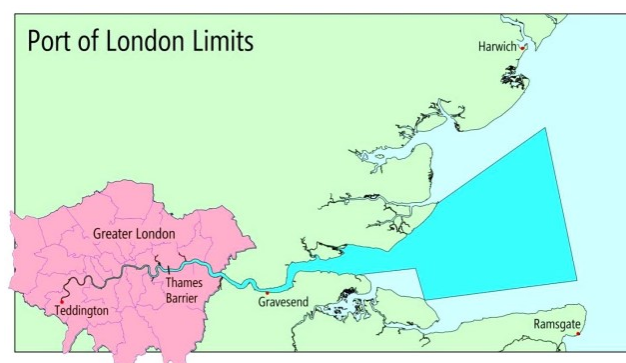 Port of London Limits
Harwich
Greater London
Thames
Barrier
Teddington
Gravesend
Ramsgate